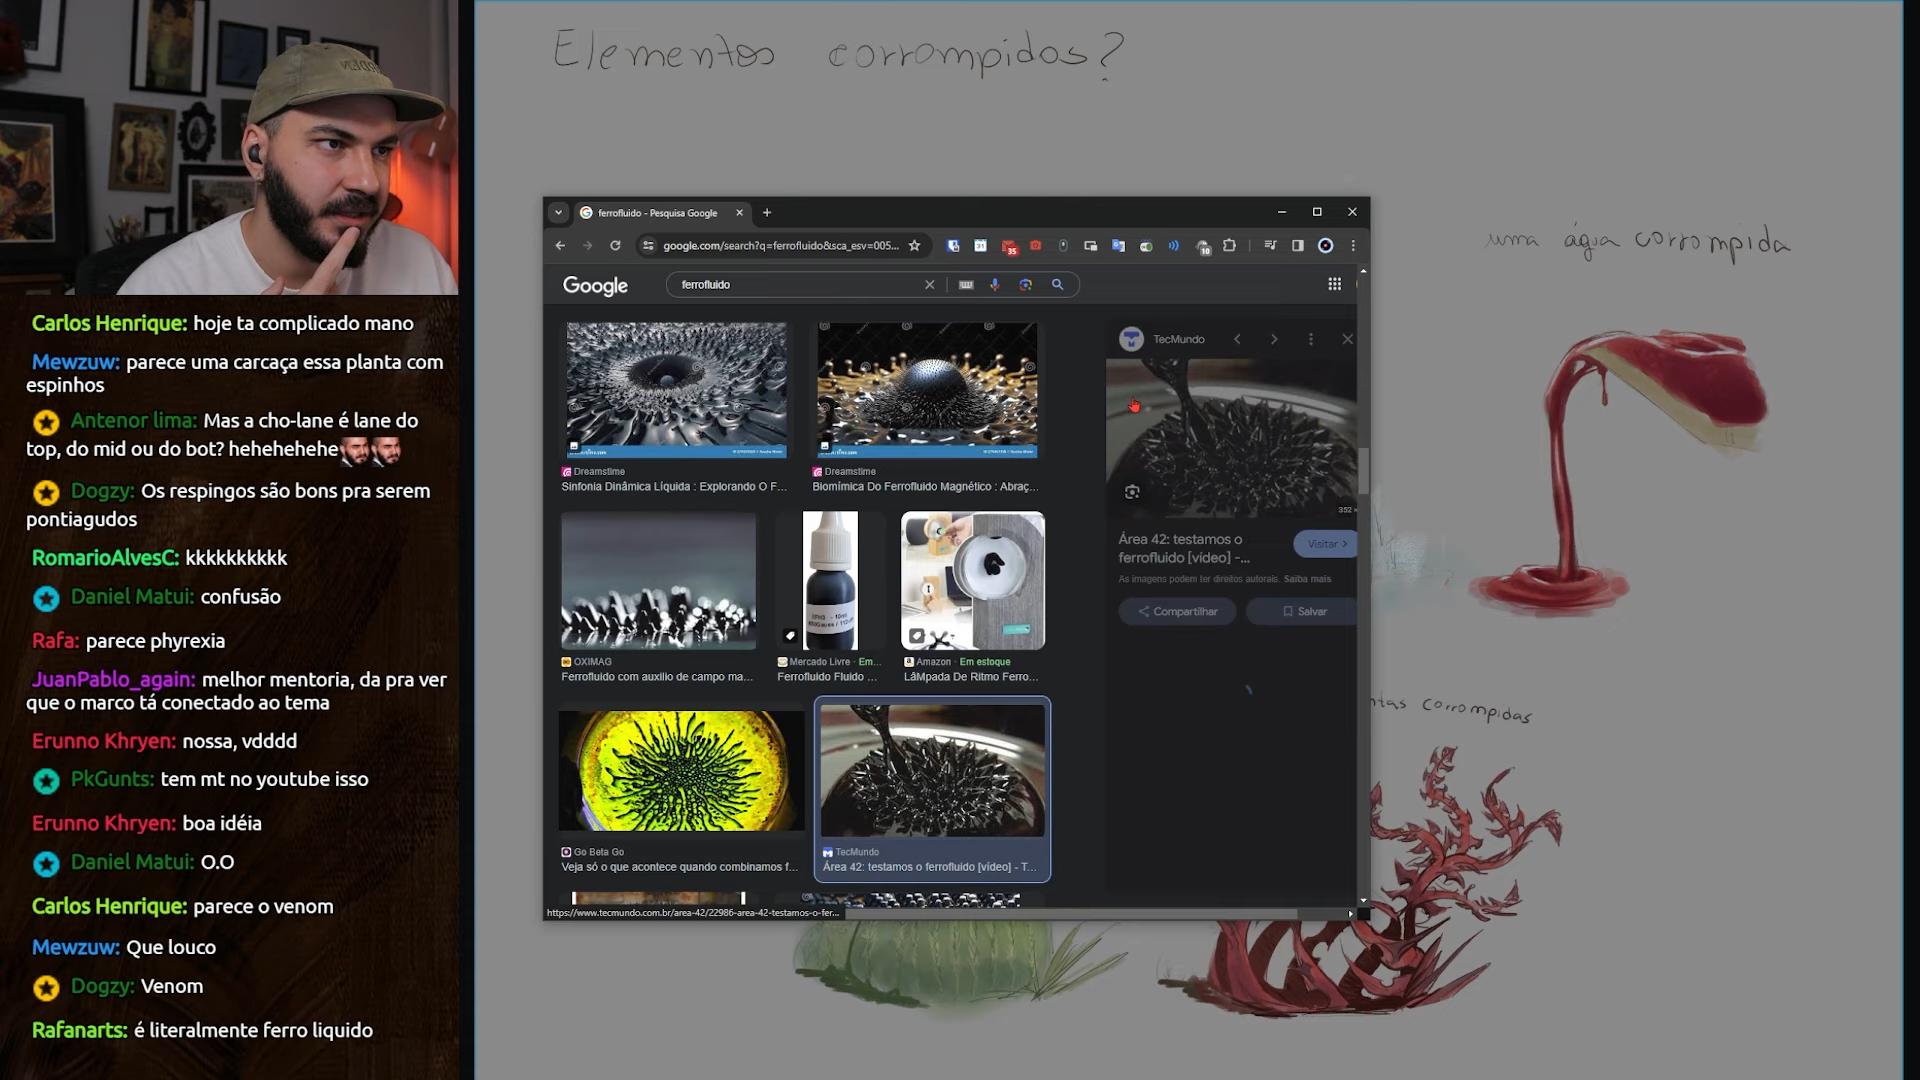 Elementos corrompidos?
uma água corrompida
ntas corrompidas
ferrofluido - Pesquisa Google
google.com/search?q=ferrofluido&sca_esv=005...
31
35
10
Google
ferrofluido
Dreamstime
Sinfonia Dinâmica Líquida : Explorando O F...
Dreamstime
Biomímica Do Ferrofluido Magnético : Abraç...
OXIMAG
Ferrofluido com auxilio de campo ma...
Mercado Livre · Em...
Ferrofluido Fluido ...
Amazon · Em estoque
LâMpada De Ritmo Ferro...
Go Beta Go
Veja só o que acontece quando combinamos f...
TecMundo
Área 42: testamos o ferrofluido [vídeo] - T...
TecMundo
352 ×
Área 42: testamos o
ferrofluido [vídeo] -...
Visitar >
As imagens podem ter direitos autorais. Saiba mais
Compartilhar
Salvar
https://www.tecmundo.com.br/area-42/22986-area-42-testamos-o-fer...
Carlos Henrique: hoje ta complicado mano
Mewzuw: parece uma carcaça essa planta com
espinhos
Antenor lima: Mas a cho-lane é lane do
top, do mid ou do bot? hehehehehe
Dogzy: Os respingos são bons pra serem
pontiagudos
RomarioAlvesC: kkkkkkkkkk
Daniel Matui: confusão
Rafa: parece phyrexia
JuanPablo_again: melhor mentoria, da pra ver
que o marco tá conectado ao tema
Erunno Khryen: nossa, vdddd
PkGunts: tem mt no youtube isso
Erunno Khryen: boa idéia
Daniel Matui: O.O
Carlos Henrique: parece o venom
Mewzuw: Que louco
Dogzy: Venom
Rafanarts: é literalmente ferro liquido